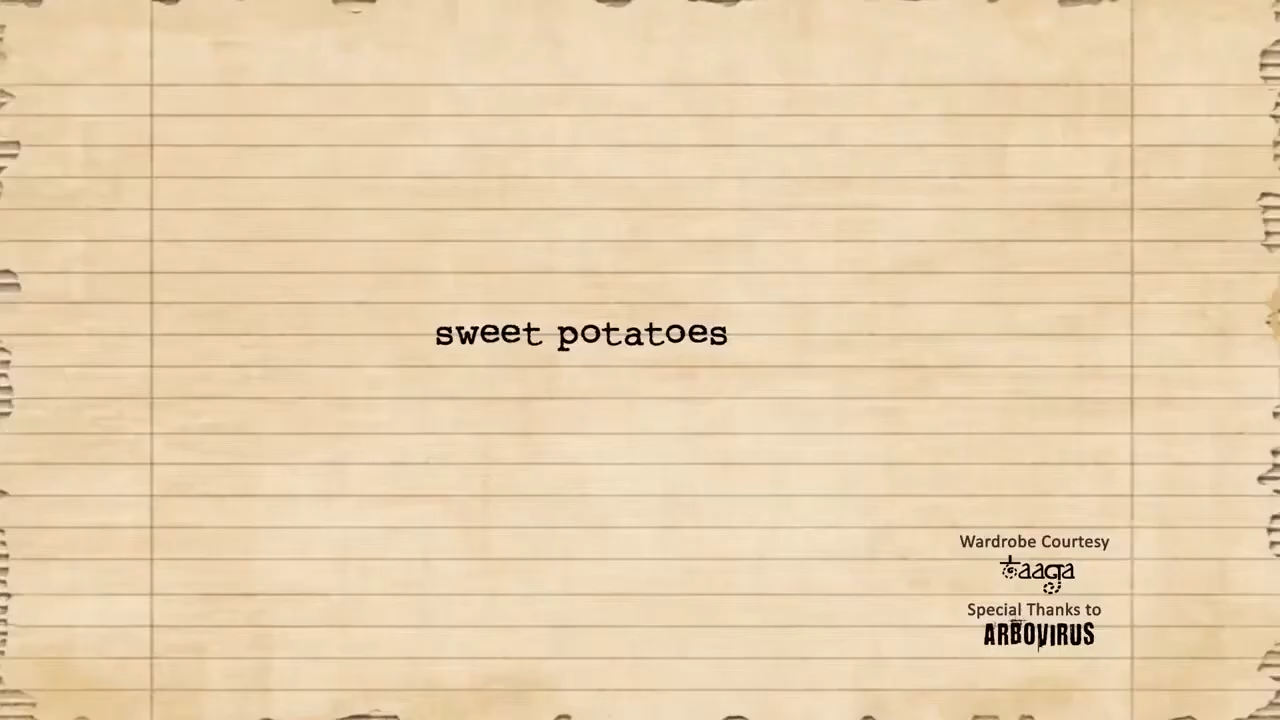 sweet potatoes
Wardrobe Courtesy
taaga
Special Thanks to
ARBOVIRUS